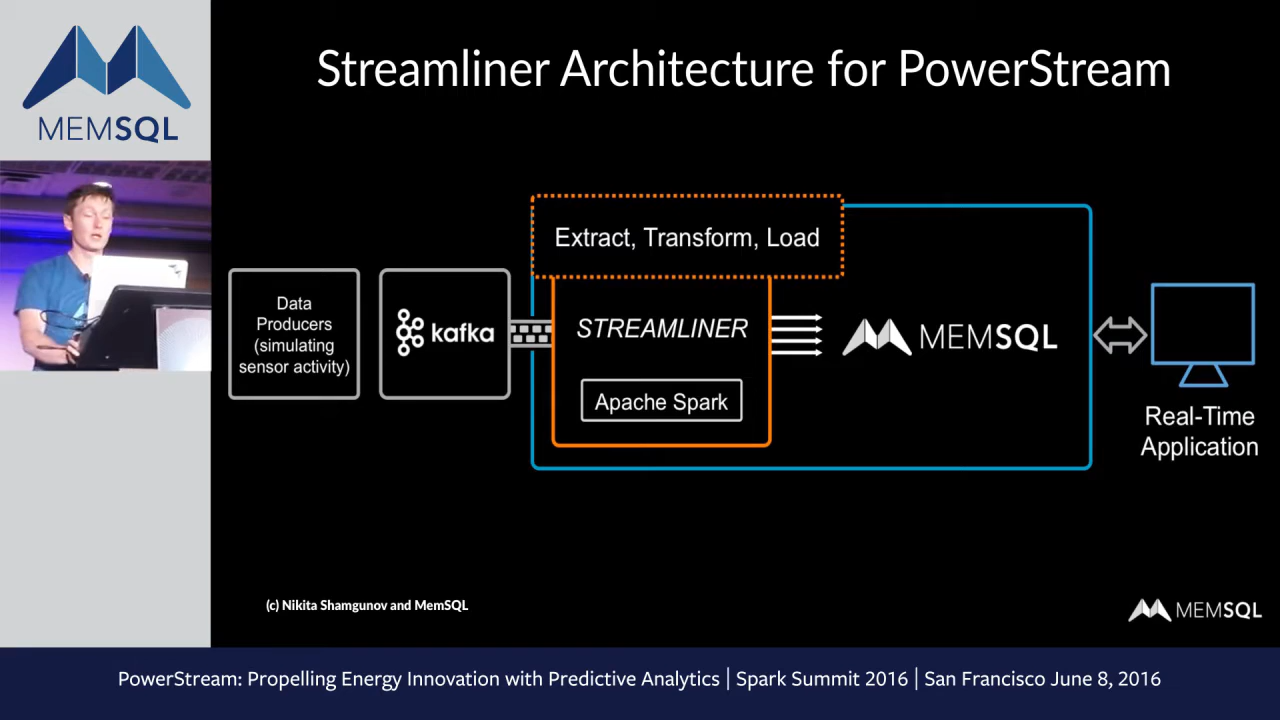 MEMSQL
Streamliner Architecture for PowerStream
Extract, Transform, Load
Data
Producers
(simulating
sensor activity)
kafka
STREAMLINER
Apache Spark
MEMSQL
Real-Time
Application
(c) Nikita Shamgunov and MemSQL
MEMSQL
PowerStream: Propelling Energy Innovation with Predictive Analytics | Spark Summit 2016 | San Francisco June 8, 2016